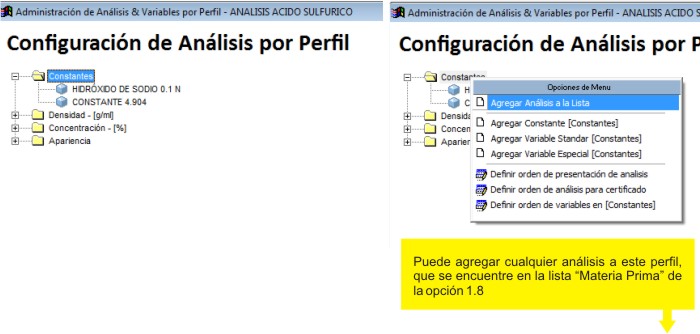 Administración de Análisis & Variables por Perfil - ANALISIS ACIDO SULFURICO
Configuración de Análisis por Perfil
Constantes
HIDRÓXIDO DE SODIO 0.1 N
CONSTANTE 4.904
Densidad - [g/ml]
Concentración - [%]
Apariencia
Administración de Análisis & Variables por Perfil - ANALISIS ACIDO S
Configuración de Análisis por P
Constantes
H
C
Densida
Concen
Aparien
Opciones de Menu
Agregar Análisis a la Lista
Agregar Constante [Constantes]
Agregar Variable Standar [Constantes]
Agregar Variable Especial [Constantes]
Definir orden de presentación de analisis
Definir orden de análisis para certificado
Definir orden de variables en [Constantes]
Puede agregar cualquier análisis a este perfil,
que se encuentre en la lista “Materia Prima” de
la opción 1.8